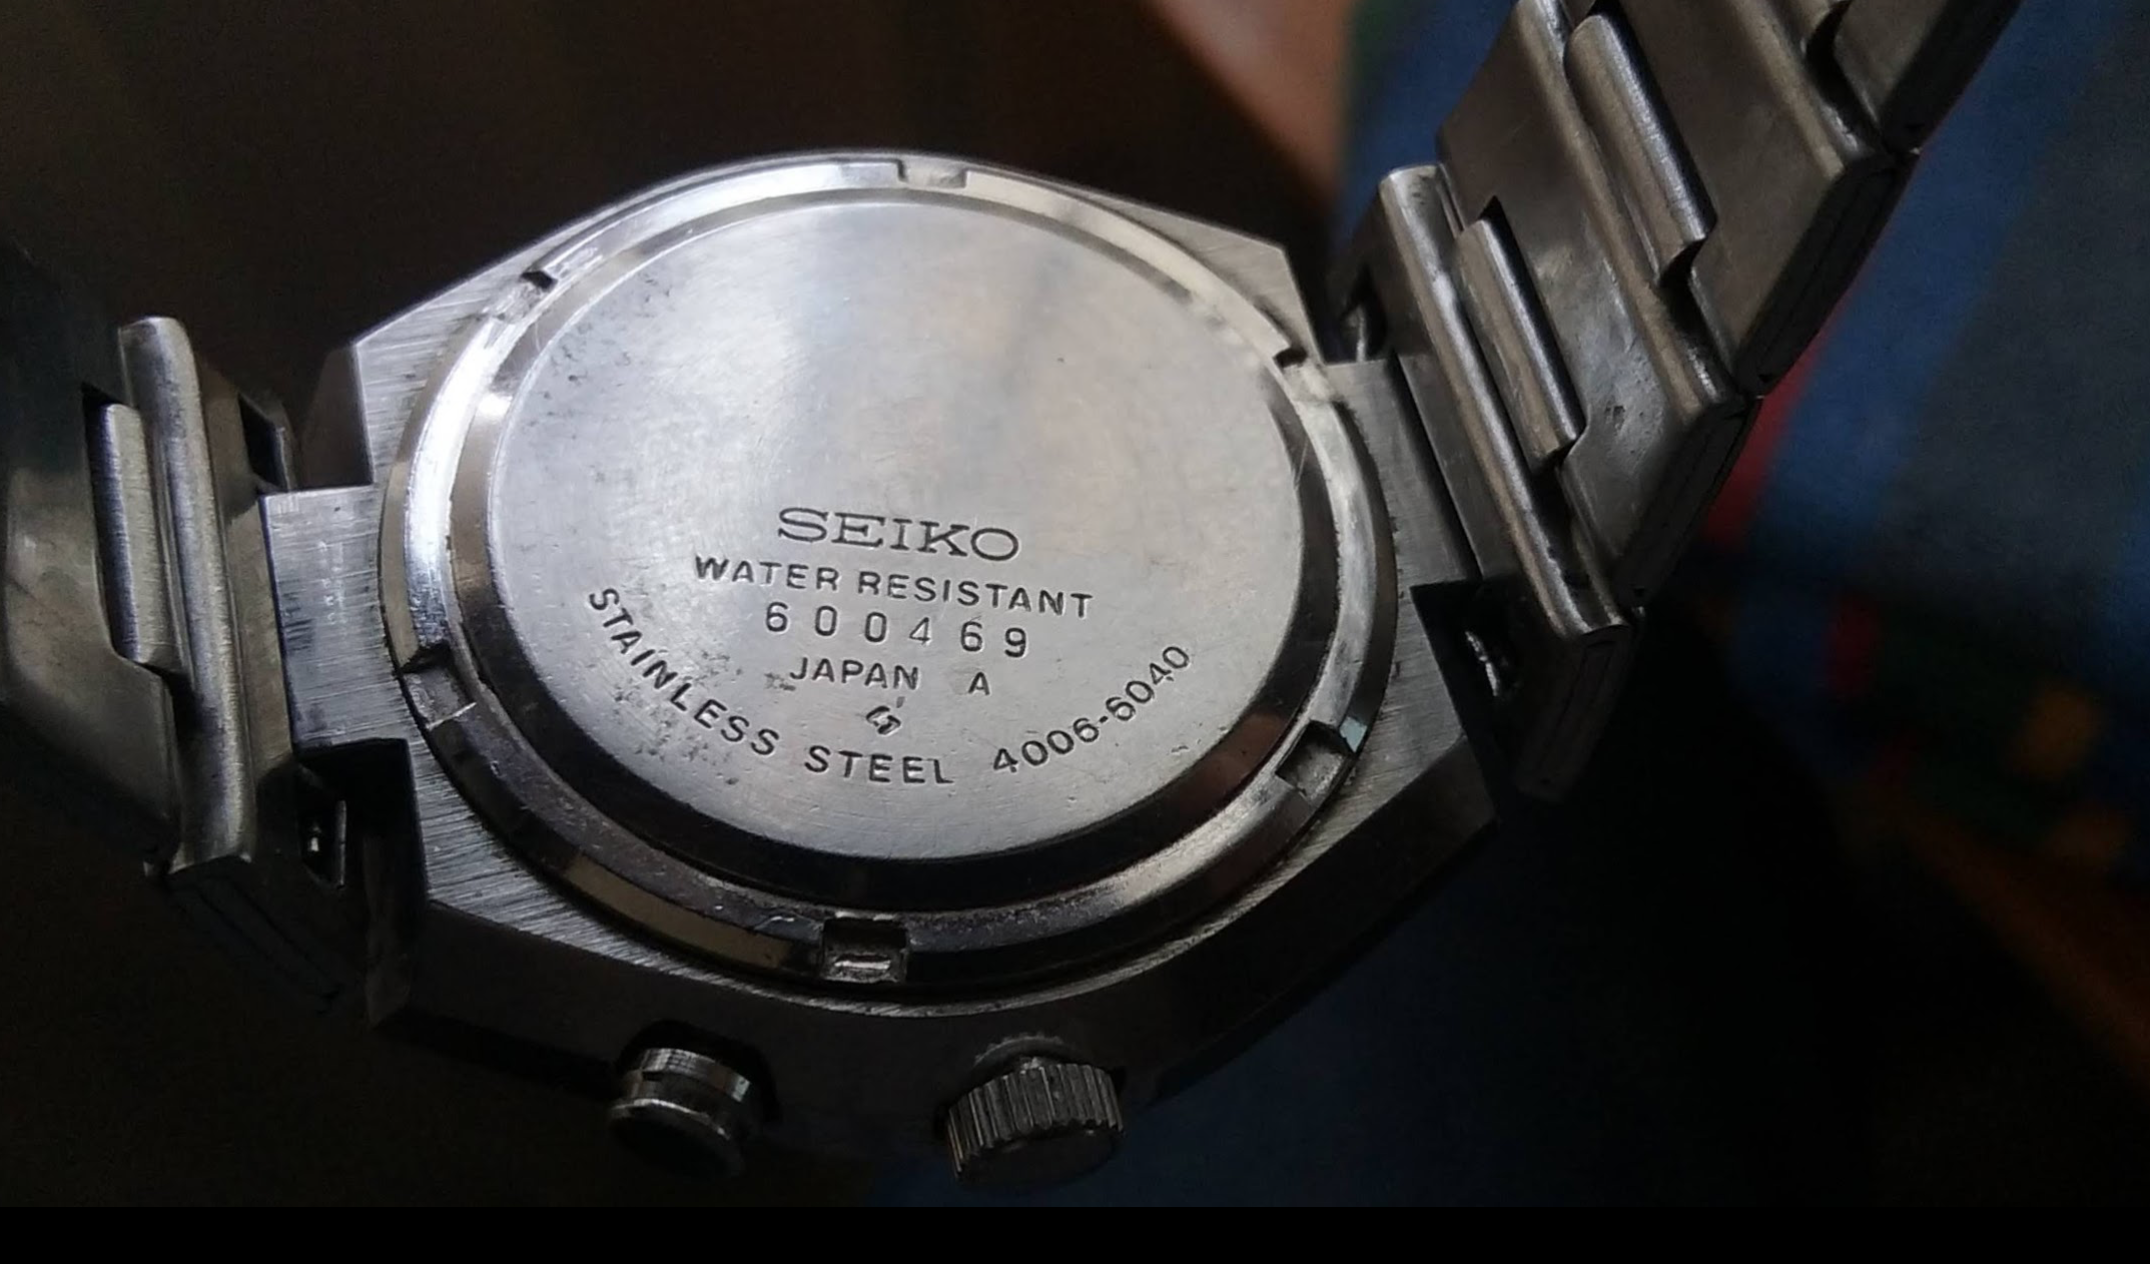 SEIKO
WATER RESISTANT
600469
JAPAN A
STAINLESS STEEL 4006-6040